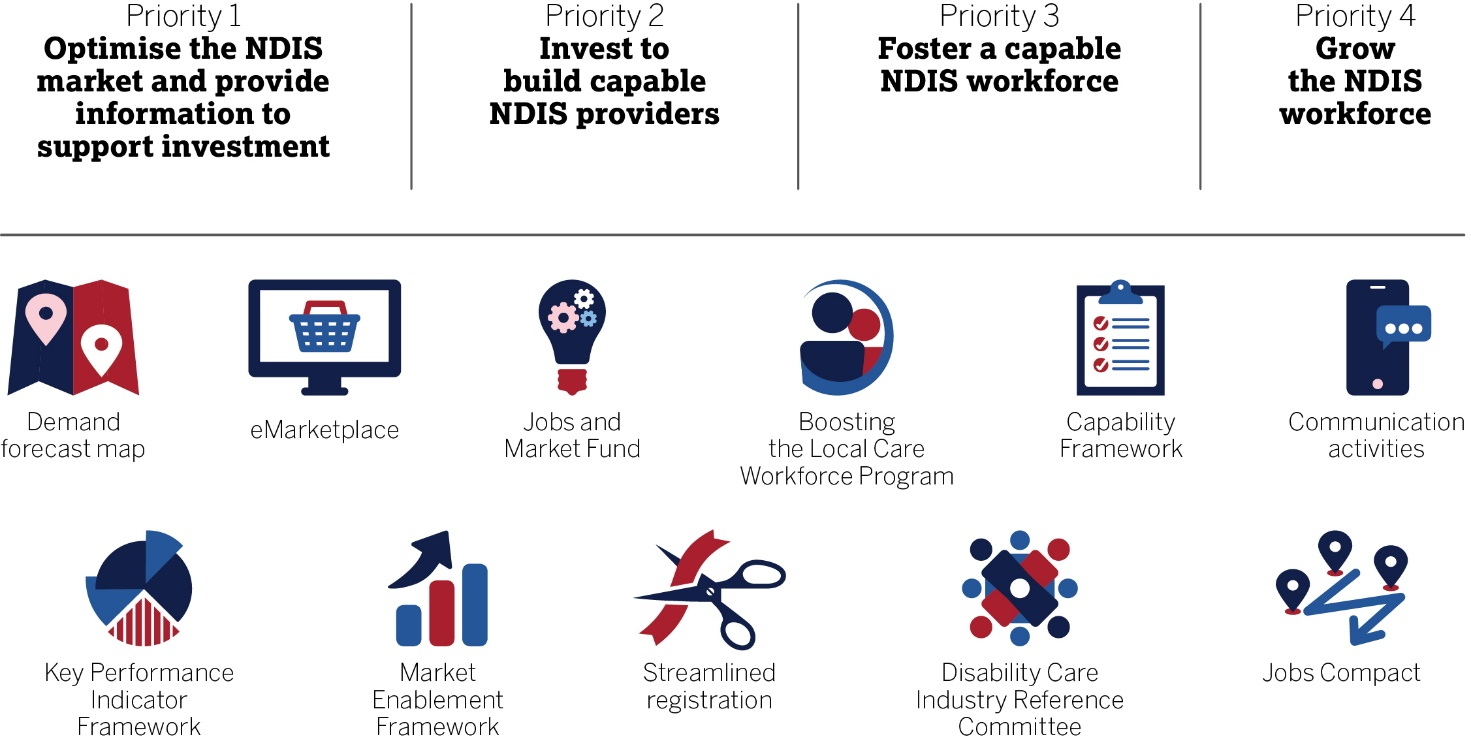 Priority 1
Optimise the NDIS
market and provide
information to
support investment
Priority 2
Invest to
build capable
NDIS providers
Priority 3
Foster a capable
NDIS workforce
Priority 4
Grow
the NDIS
workforce
Demand
forecast map
eMarketplace
Jobs and
Market Fund
Boosting
the Local Care
Workforce Program
Capability
Framework
Communication
activities
Key Performance
Indicator
Framework
Market
Enablement
Framework
Streamlined
registration
Disability Care
Industry Reference
Committee
Jobs Compact